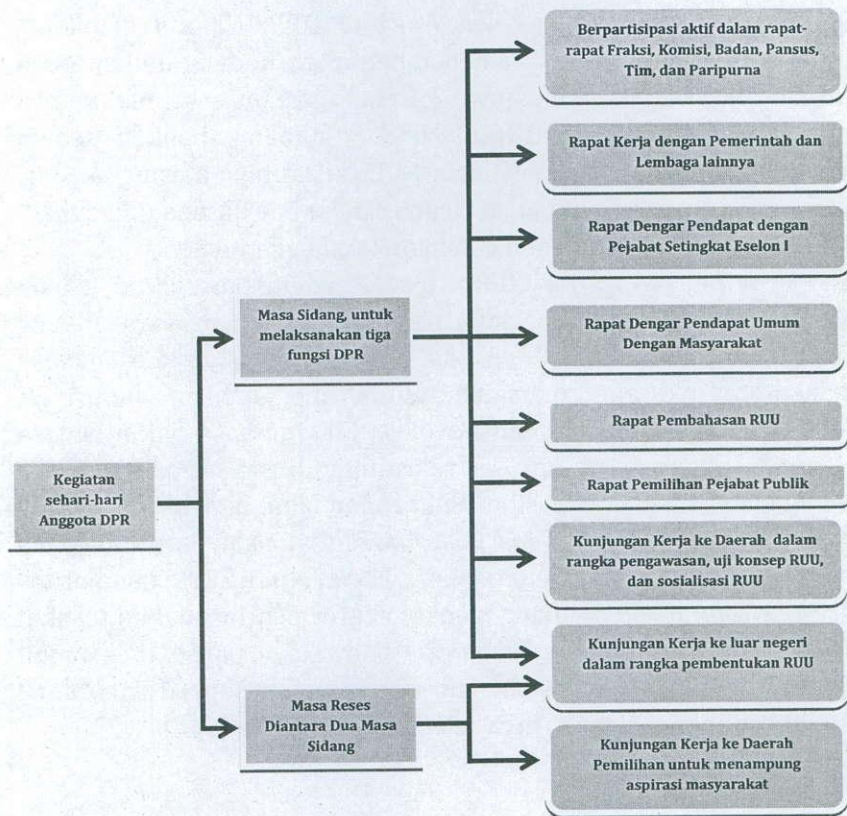 Berpartisipasi aktif dalam rapat-
rapat Fraksi, Komisi, Badan, Pansus,
Tim, dan Paripurna
Rapat Kerja dengan Pemerintah dan
Lembaga lainnya
Rapat Dengar Pendapat dengan
Pejabat Setingkat Eselon I
Masa Sidang, untuk
melaksanakan tiga
fungsi DPR
Rapat Dengar Pendapat Umum
Dengan Masyarakat
Rapat Pembahasan RUU
Kegiatan
sehari-hari
Anggota DPR
Rapat Pemilihan Pejabat Publik
Kunjungan Kerja ke Daerah dalam
rangka pengawasan, uji konsep RUU,
dan sosialisasi RUU
Kunjungan Kerja ke luar negeri
dalam rangka pembentukan RUU
Masa Reses
Diantara Dua Masa
Sidang
Kunjungan Kerja ke Daerah
Pemilihan untuk menampung
aspirasi masyarakat